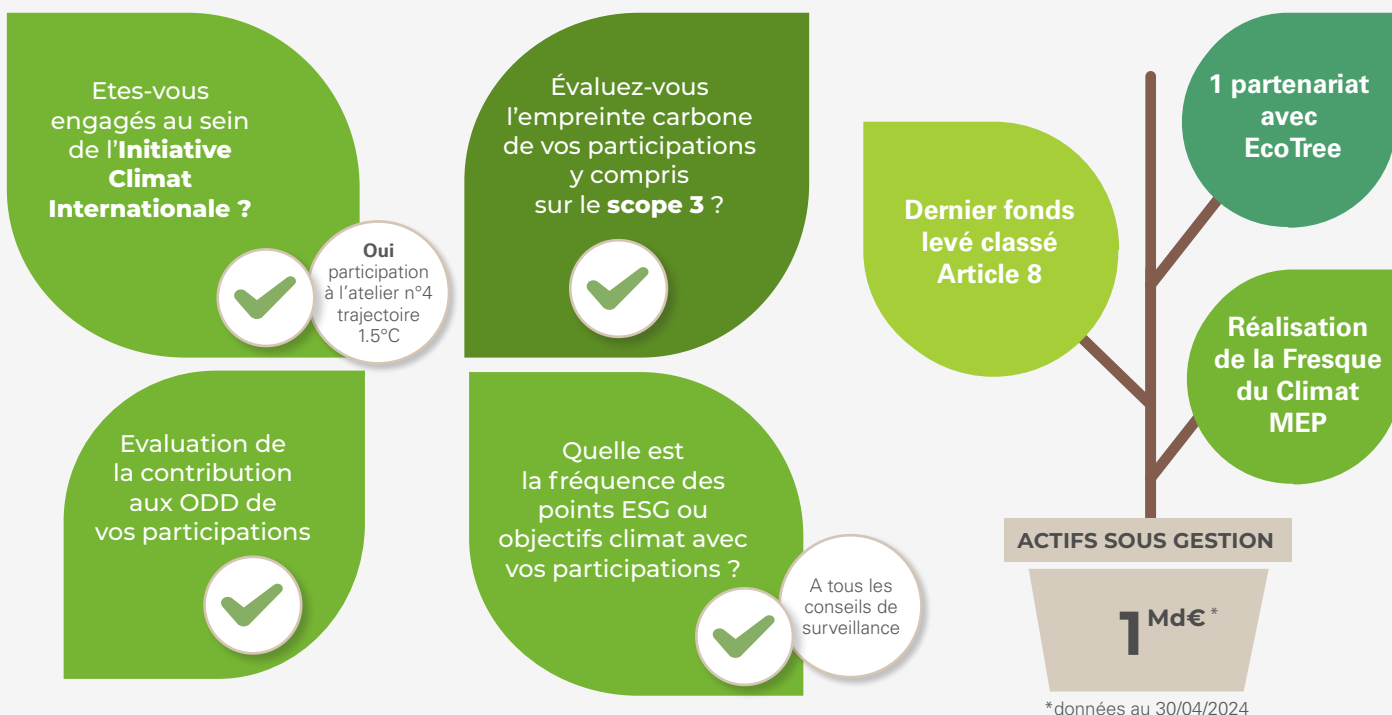 Etes-vous
engagés au sein
de l'Initiative
Climat
Internationale ?
Oui
participation
à l'atelier n°4
trajectoire
1.5°C
Évaluez-vous
l'empreinte carbone
de vos participations
y compris
sur le scope 3 ?
Evaluation de
la contribution
aux ODD de
vos participations
Quelle est
la fréquence des
points ESG ou
objectifs climat avec
vos participations ?
A tous les
conseils de
surveillance
1 partenariat
avec
EcoTree
Dernier fonds
levé classé
Article 8
Réalisation
de la Fresque
du Climat
MEP
ACTIFS SOUS GESTION
1 Md€ *
*données au 30/04/2024